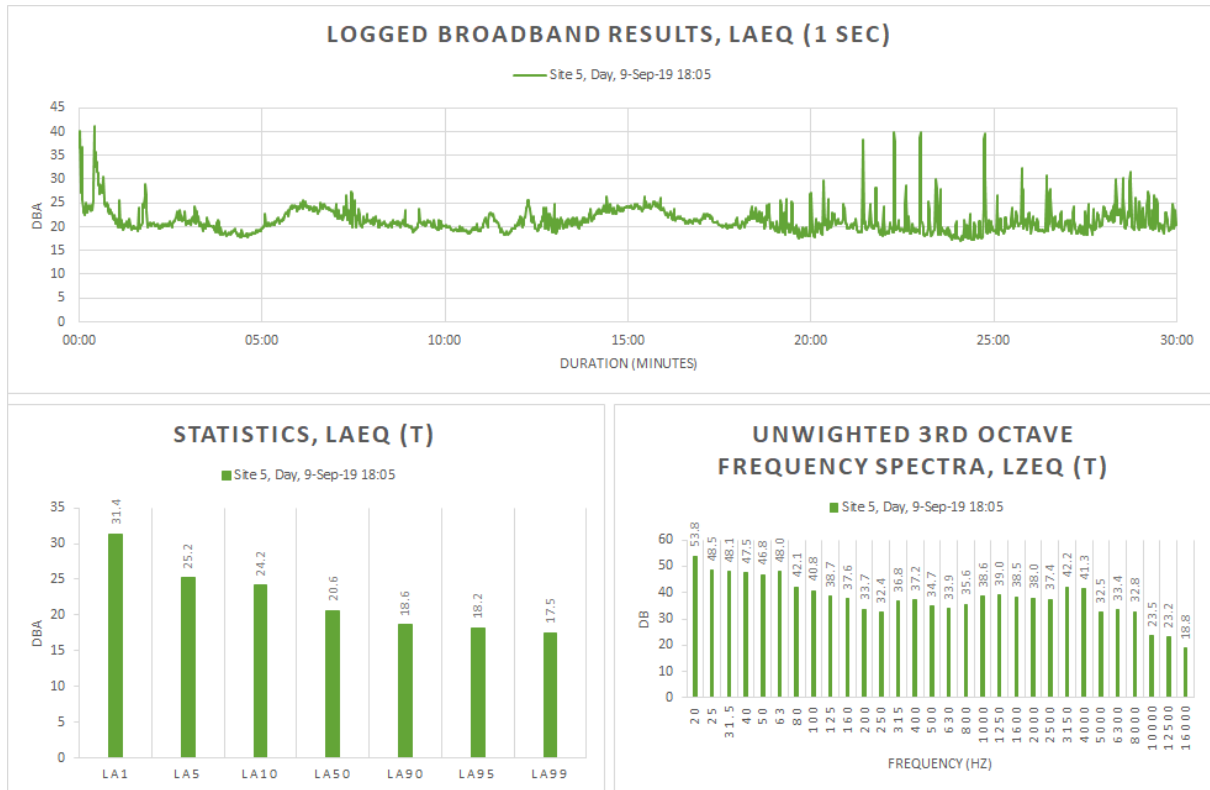 LOGGED BROADBAND RESULTS, LAEQ (1 SEC)
Site 5, Day, 9-Sep-19 18:05
45
40
35
30
25
20
15
10
5
0
DBA
00:00 05:00 10:00 15:00 20:00 25:00 30:00
DURATION (MINUTES)
STATISTICS, LAEQ (T)
Site 5, Day, 9-Sep-19 18:05
35
30
25
20
15
10
5
0
DBA
31.4 25.2 24.2 20.6 18.6 18.2 17.5
LA1 LA5 LA10 LA50 LA90 LA95 LA99
UNWIGHTED 3RD OCTAVE
FREQUENCY SPECTRA, LZEQ (T)
Site 5, Day, 9-Sep-19 18:05
60
50
40
30
20
10
0
DB
53.8 48.5 48.1 47.5 46.8 48.0 42.1 40.8 38.7 37.6 33.7 32.4 36.8 37.2 34.7 33.9 35.6 38.6 39.0 38.5 38.0 37.4 42.2 41.3 32.5 33.4 32.8 23.5 23.2 18.8
20 25 31.5 40 50 63 80 100 125 160 200 250 315 400 500 630 800 1000 1250 1600 2000 2500 3150 4000 5000 6300 8000 10000 12500 16000
FREQUENCY (HZ)